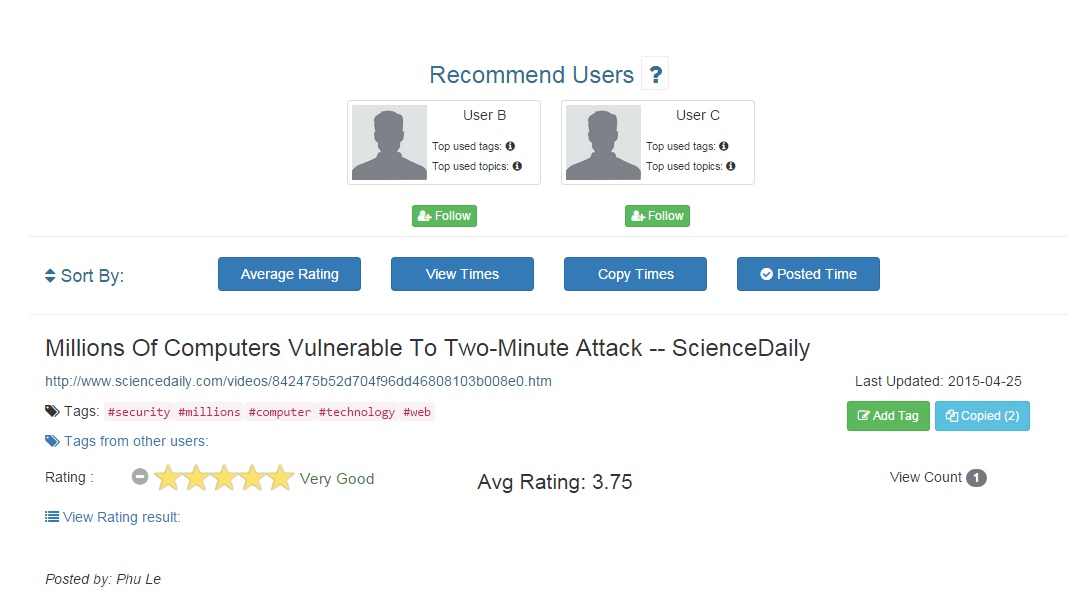 Recommend Users ?
User B
Top used tags:
Top used topics:
Follow
User C
Top used tags:
Top used topics:
Follow
Sort By:
Average Rating
View Times
Copy Times
Posted Time
Millions Of Computers Vulnerable To Two-Minute Attack -- ScienceDaily
http://www.sciencedaily.com/videos/842475b52d704f96dd46808103b008e0.htm
Last Updated: 2015-04-25
Tags: #security #millions #computer #technology #web
Add Tag
Copied (2)
Tags from other users:
Rating : Very Good
Avg Rating: 3.75
View Count 1
View Rating result:
Posted by: Phu Le